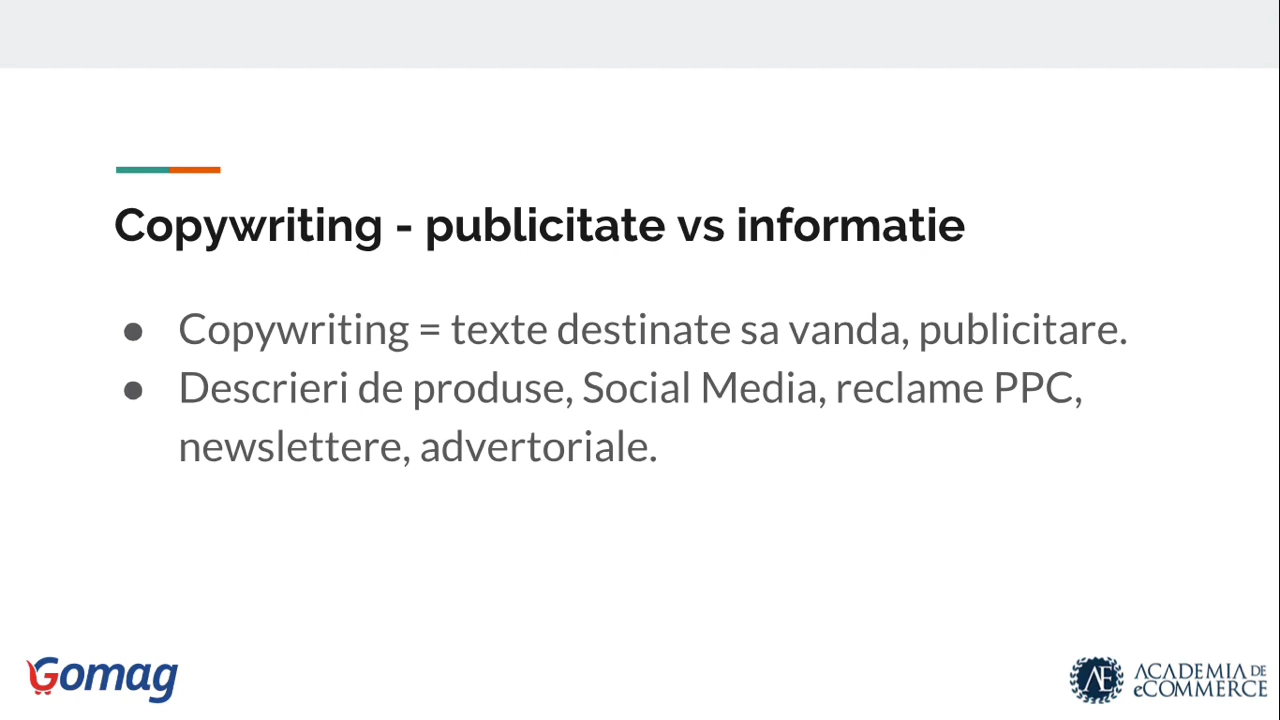 Copywriting - publicitate vs informatie
● Copywriting = texte destinate sa vanda, publicitare.
● Descrieri de produse, Social Media, reclame PPC,
newslettere, advertoriale.
Gomag
AE ACADEMIA DE
eCOMMERCE